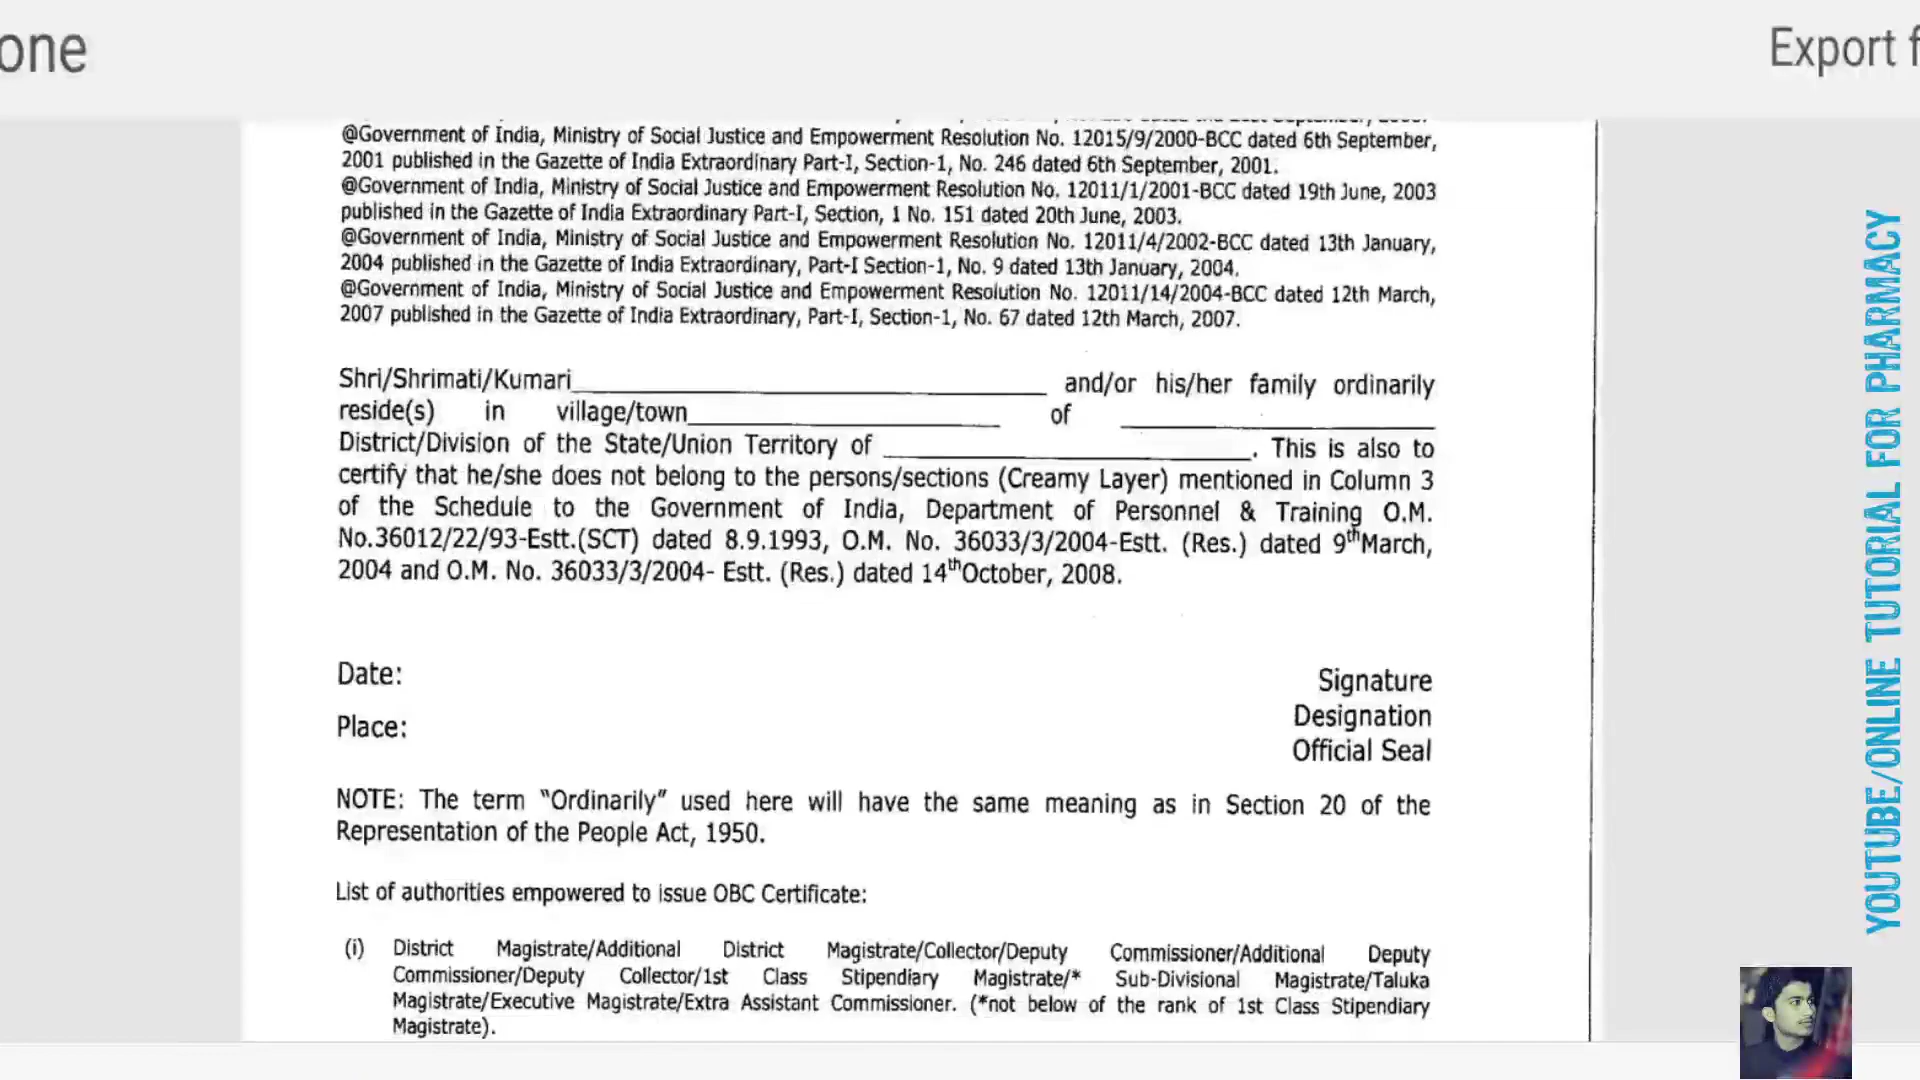 one
Export f
@Government of India, Ministry of Social Justice and Empowerment Resolution No. 12015/9/2000-BCC dated 6th September,
2001 published in the Gazette of India Extraordinary Part-I, Section-1, No. 246 dated 6th September, 2001.
@Government of India, Ministry of Social Justice and Empowerment Resolution No. 12011/1/2001-BCC dated 19th June, 2003
published in the Gazette of India Extraordinary Part-I, Section, 1 No. 151 dated 20th June, 2003.
@Government of India, Ministry of Social Justice and Empowerment Resolution No. 12011/4/2002-BCC dated 13th January,
2004 published in the Gazette of India Extraordinary, Part-I Section-1, No. 9 dated 13th January, 2004.
@Government of India, Ministry of Social Justice and Empowerment Resolution No. 12011/14/2004-BCC dated 12th March,
2007 published in the Gazette of India Extraordinary, Part-I, Section-1, No. 67 dated 12th March, 2007.
Shri/Shrimati/Kumari____________________ and/or his/her family ordinarily
reside(s) in village/town____________________ of ____________________
District/Division of the State/Union Territory of ____________________. This is also to
certify that he/she does not belong to the persons/sections (Creamy Layer) mentioned in Column 3
of the Schedule to the Government of India, Department of Personnel & Training O.M.
No.36012/22/93-Estt.(SCT) dated 8.9.1993, O.M. No. 36033/3/2004-Estt. (Res.) dated 9thMarch,
2004 and O.M. No. 36033/3/2004- Estt. (Res.) dated 14thOctober, 2008.
Date:
Signature
Place:
Designation
Official Seal
NOTE: The term “Ordinarily” used here will have the same meaning as in Section 20 of the
Representation of the People Act, 1950.
List of authorities empowered to issue OBC Certificate:
(i) District Magistrate/Additional District Magistrate/Collector/Deputy Commissioner/Additional Deputy
Commissioner/Deputy Collector/1st Class Stipendiary Magistrate/* Sub-Divisional Magistrate/Taluka
Magistrate/Executive Magistrate/Extra Assistant Commissioner. (*not below of the rank of 1st Class Stipendiary
Magistrate).
YOUTUBE/ONLINE TUTORIAL FOR PHARMACY